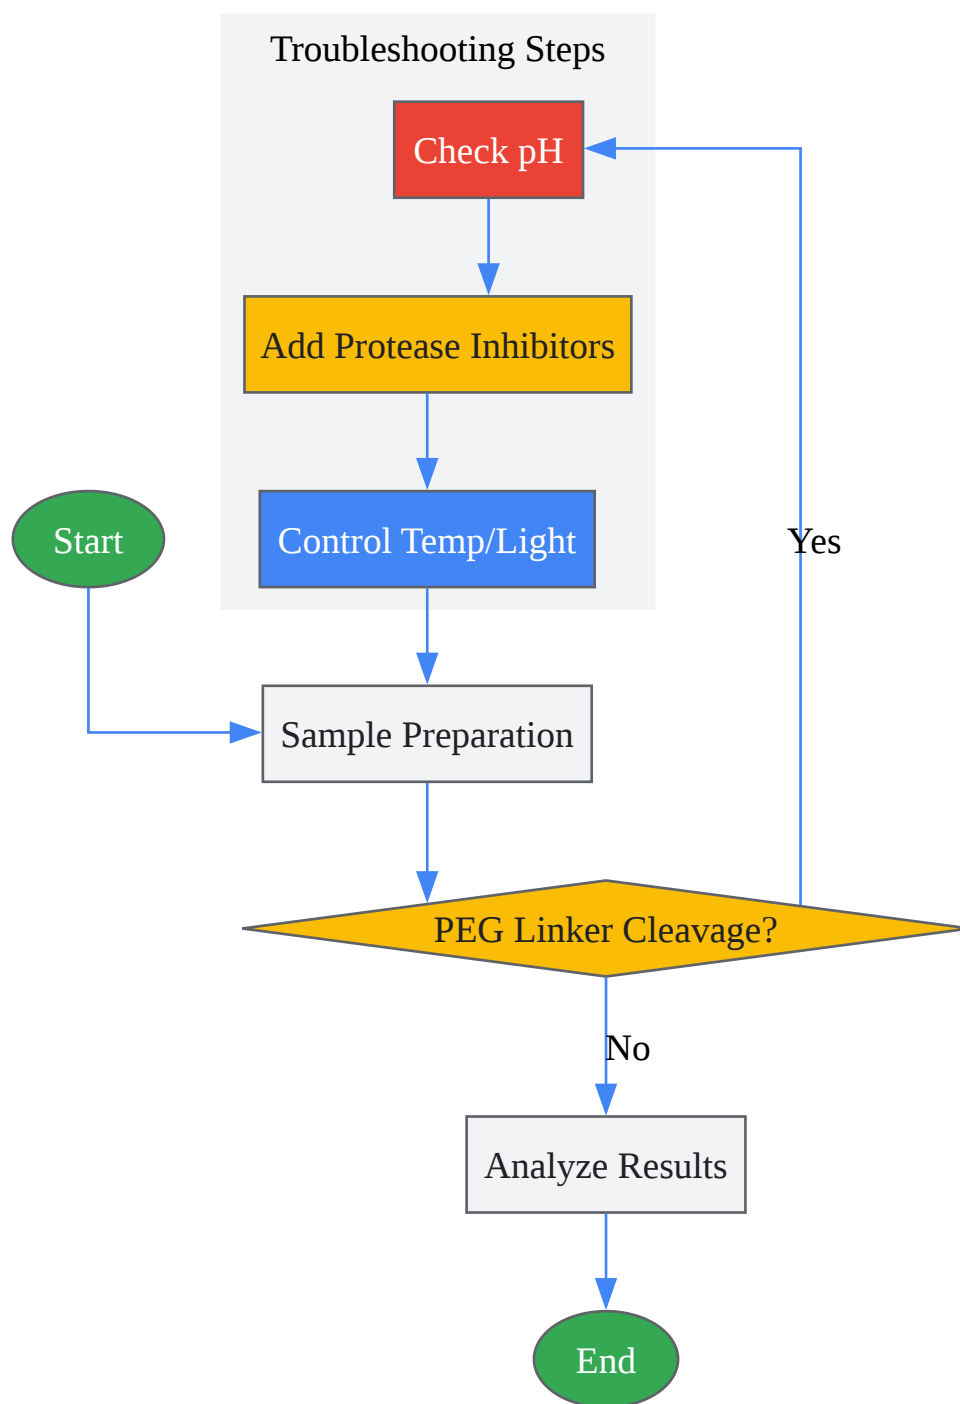 Troubleshooting Steps
Check pH
Add Protease Inhibitors
Start
Control Temp/Light
Yes
Sample Preparation
PEG Linker Cleavage?
No
Analyze Results
End